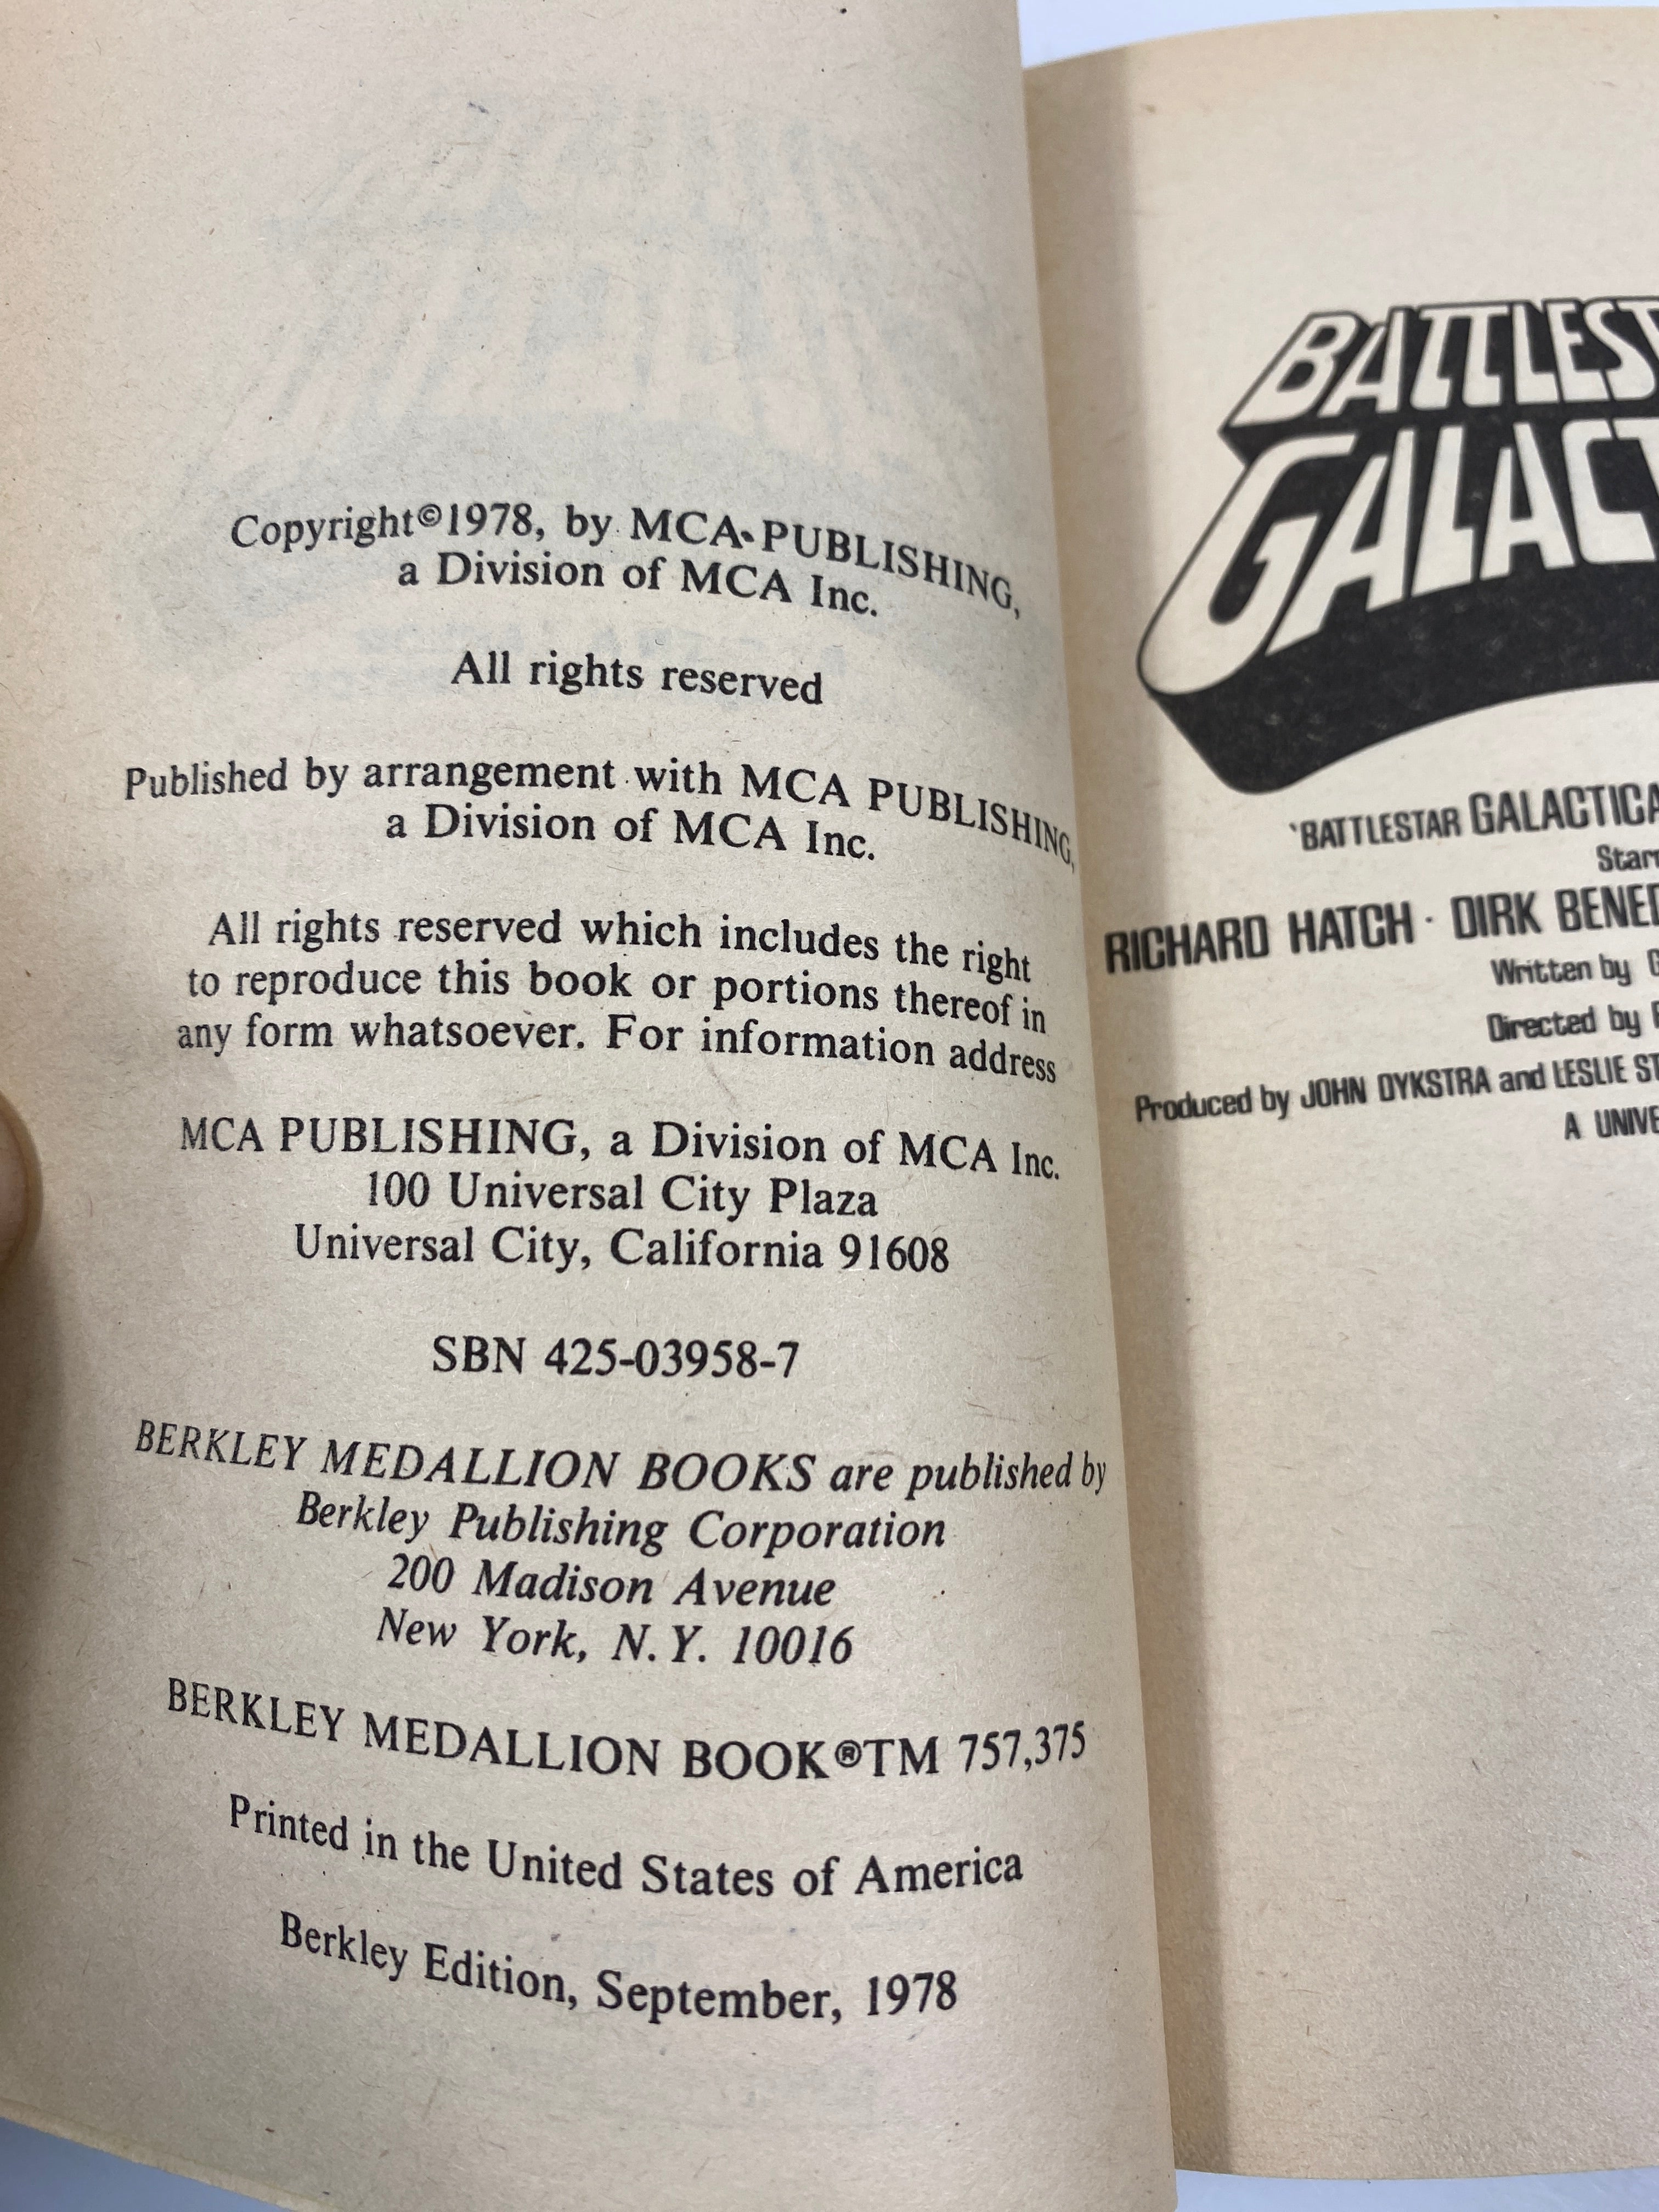 Copyright©1978, by MCA PUBLISHING,
a Division of MCA Inc.
All rights reserved
Published by arrangement with MCA PUBLISHING,
a Division of MCA Inc.
All rights reserved which includes the right
to reproduce this book or portions thereof in
any form whatsoever. For information address
MCA PUBLISHING, a Division of MCA Inc.
100 Universal City Plaza
Universal City, California 91608
SBN 425-03958-7
BERKLEY MEDALLION BOOKS are published by
Berkley Publishing Corporation
200 Madison Avenue
New York, N.Y. 10016
BERKLEY MEDALLION BOOK®TM 757,375
Printed in the United States of America
Berkley Edition, September, 1978
BATTLEST
GALACT
'BATTLESTAR GALACTICA
Starr
RICHARD HATCH · DIRK BENED
Written by G
Directed by
Produced by JOHN DYKSTRA and LESLIE ST
A UNIVE